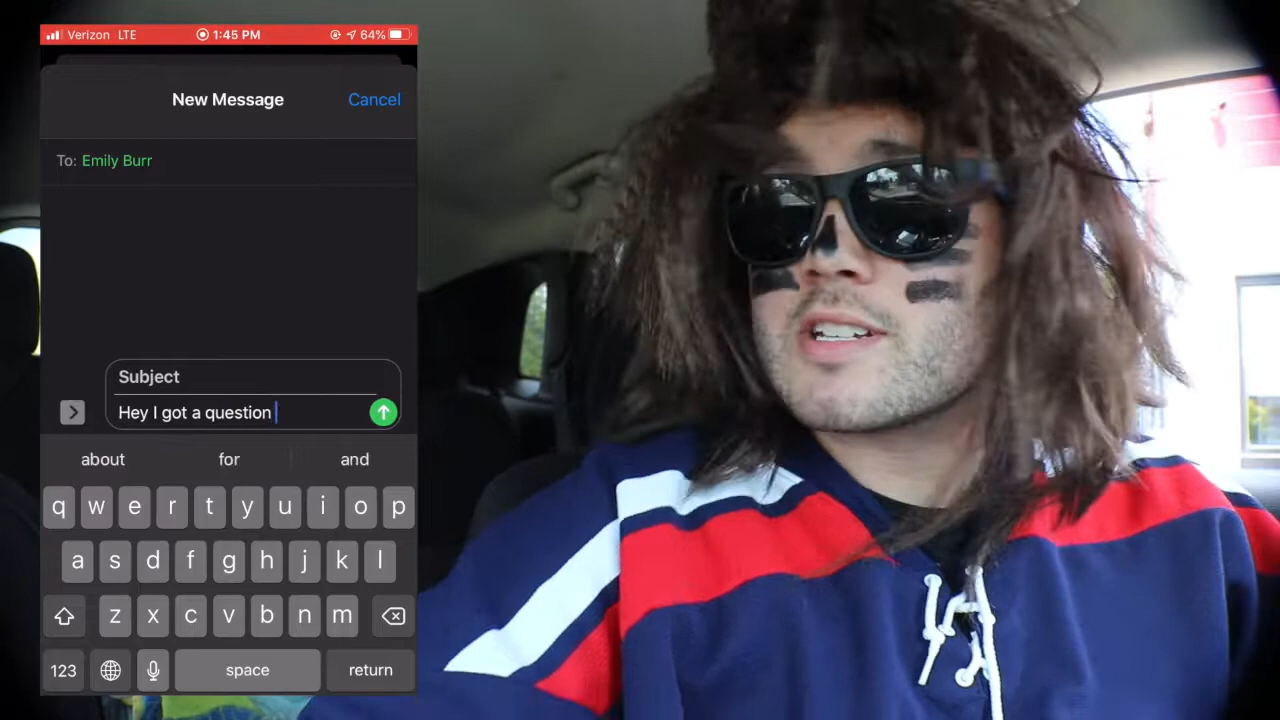 Verizon LTE 1:45 PM 64%
New Message Cancel
To: Emily Burr
Subject
Hey I got a question
about for and
q w e r t y u i o p
a s d f g h j k l
z x c v b n m
123 space return